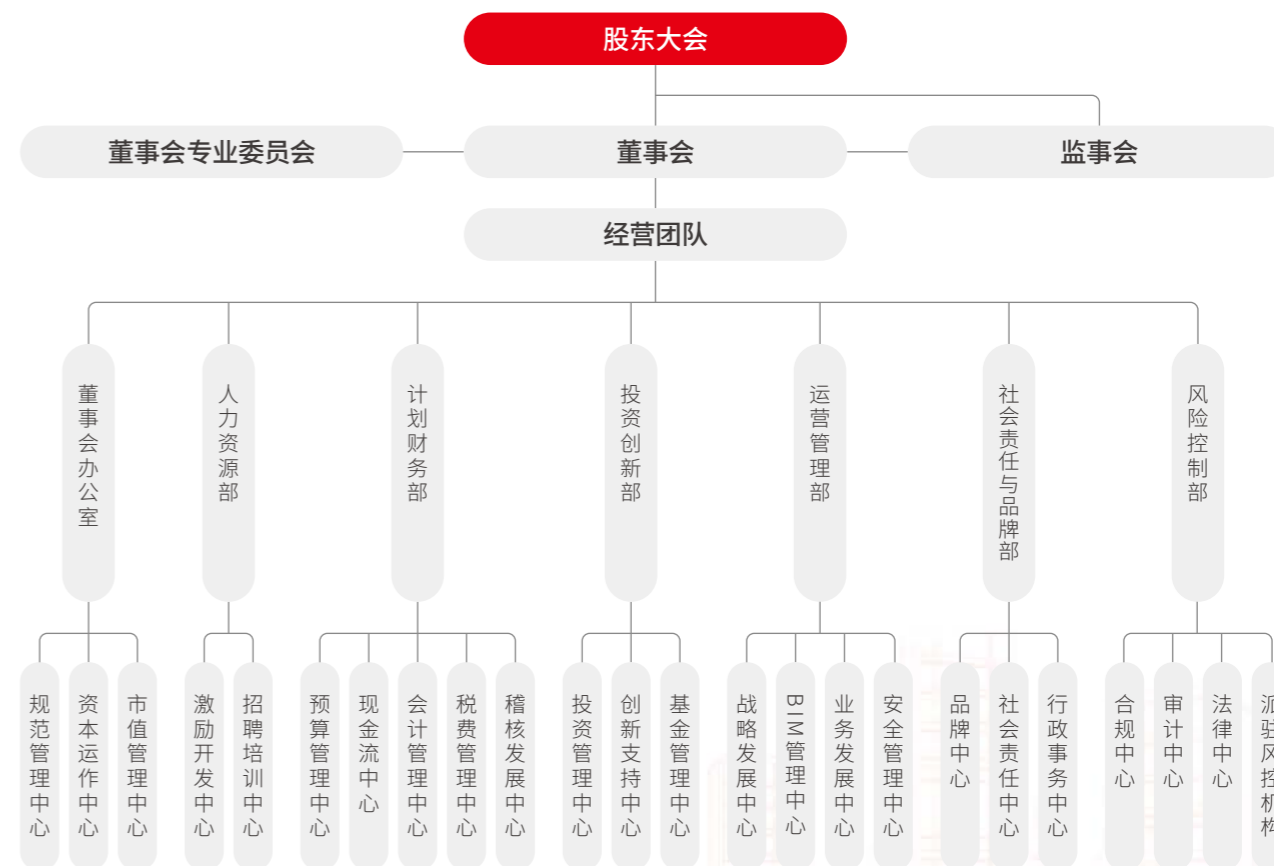 股东大会
董事会专业委员会
董事会
监事会
经营团队
董事会办公室
人力资源部
计划财务部
投资创新部
运营管理部
社会责任与品牌部
风险控制部
规范管理中心
资本运作中心
市值管理中心
激励开发中心
招聘培训中心
预算管理中心
现金流中心
会计管理中心
税费管理中心
稽核发展中心
投资管理中心
创新支持中心
基金管理中心
战略发展中心
BIM管理中心
业务发展中心
安全管理中心
品牌中心
社会责任中心
行政事务中心
合规中心
审计中心
法律中心
派驻风控机构